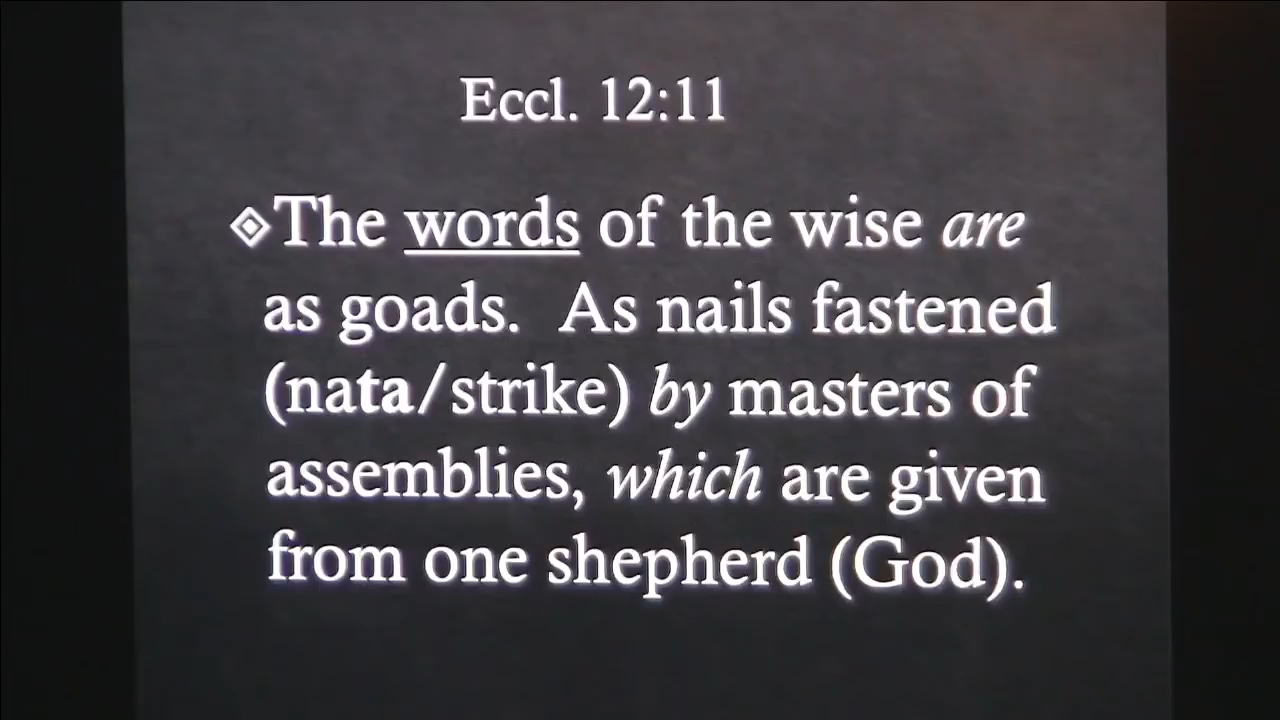 Eccl. 12:11
The words of the wise are
as goads. As nails fastened
(nata/strike) by masters of
assemblies, which are given
from one shepherd (God).